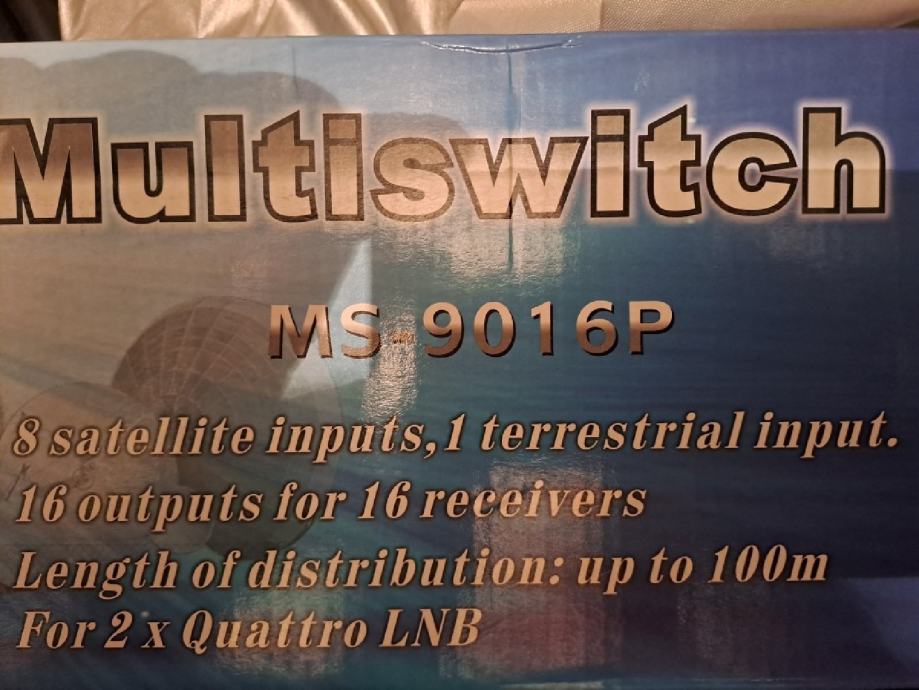 Multiswitch
MS-9016P
8 satellite inputs,1 terrestrial input.
16 outputs for 16 receivers
Length of distribution: up to 100m
For 2 x Quattro LNB